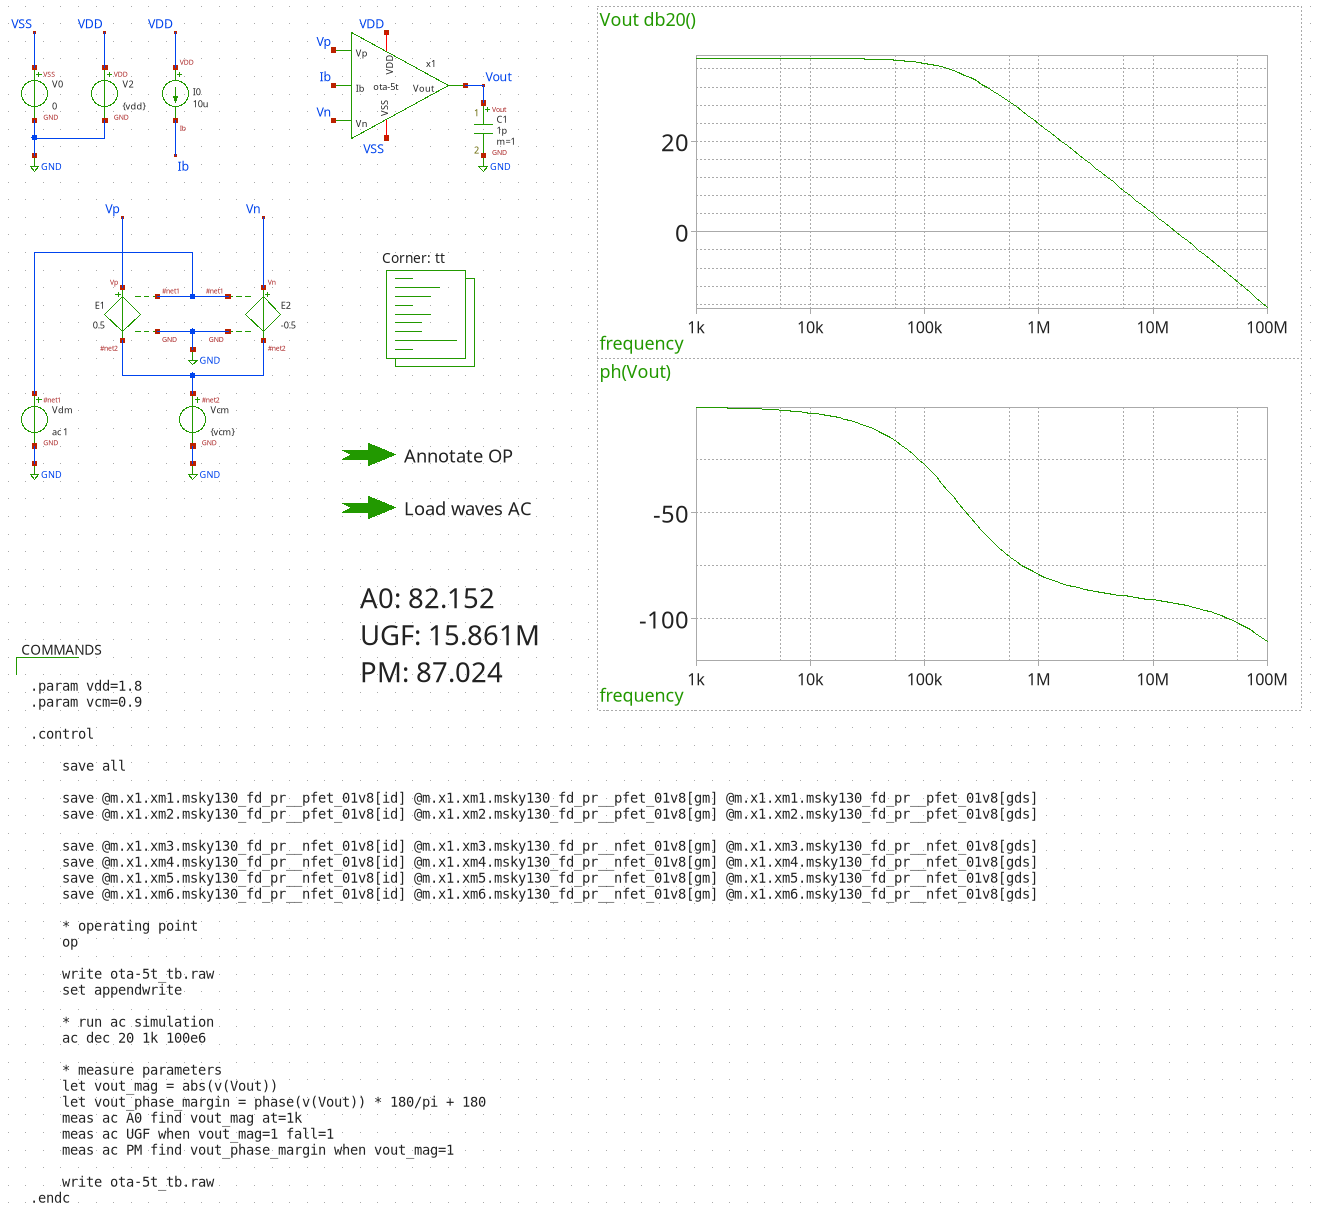 VSS
VDD
VDD
VSS
V0
0
GND
VDD
V2
{vdd}
GND
GND
VDD
I0
10u
Ib
Ib
VDD
Vp
Ib
Vn
Vp
Ib
Vn
VDD
VSS
ota-5t
x1
Vout
Vout
VSS
1
Vout
C1
1p
m=1
2
GND
GND
Vp
Vn
Vp
#net1
#net1
Vn
E1
0.5
E2
-0.5
GND
GND
#net2
#net2
GND
#net1
Vdm
ac 1
GND
GND
#net2
Vcm
{vcm}
GND
GND
Corner: tt
Annotate OP
Load waves AC
A0: 82.152
UGF: 15.861M
PM: 87.024
Vout db20()
20
0
1k 10k 100k 1M 10M 100M
frequency
ph(Vout)
-50
-100
1k 10k 100k 1M 10M 100M
frequency
COMMANDS
.param vdd=1.8
.param vcm=0.9
.control
save all
save @m.x1.xm1.msky130_fd_pr__pfet_01v8[id] @m.x1.xm1.msky130_fd_pr__pfet_01v8[gm] @m.x1.xm1.msky130_fd_pr__pfet_01v8[gds]
save @m.x1.xm2.msky130_fd_pr__pfet_01v8[id] @m.x1.xm2.msky130_fd_pr__pfet_01v8[gm] @m.x1.xm2.msky130_fd_pr__pfet_01v8[gds]
save @m.x1.xm3.msky130_fd_pr__nfet_01v8[id] @m.x1.xm3.msky130_fd_pr__nfet_01v8[gm] @m.x1.xm3.msky130_fd_pr__nfet_01v8[gds]
save @m.x1.xm4.msky130_fd_pr__nfet_01v8[id] @m.x1.xm4.msky130_fd_pr__nfet_01v8[gm] @m.x1.xm4.msky130_fd_pr__nfet_01v8[gds]
save @m.x1.xm5.msky130_fd_pr__nfet_01v8[id] @m.x1.xm5.msky130_fd_pr__nfet_01v8[gm] @m.x1.xm5.msky130_fd_pr__nfet_01v8[gds]
save @m.x1.xm6.msky130_fd_pr__nfet_01v8[id] @m.x1.xm6.msky130_fd_pr__nfet_01v8[gm] @m.x1.xm6.msky130_fd_pr__nfet_01v8[gds]
* operating point
op
write ota-5t_tb.raw
set appendwrite
* run ac simulation
ac dec 20 1k 100e6
* measure parameters
let vout_mag = abs(v(Vout))
let vout_phase_margin = phase(v(Vout)) * 180/pi + 180
meas ac A0 find vout_mag at=1k
meas ac UGF when vout_mag=1 fall=1
meas ac PM find vout_phase_margin when vout_mag=1
write ota-5t_tb.raw
.endc